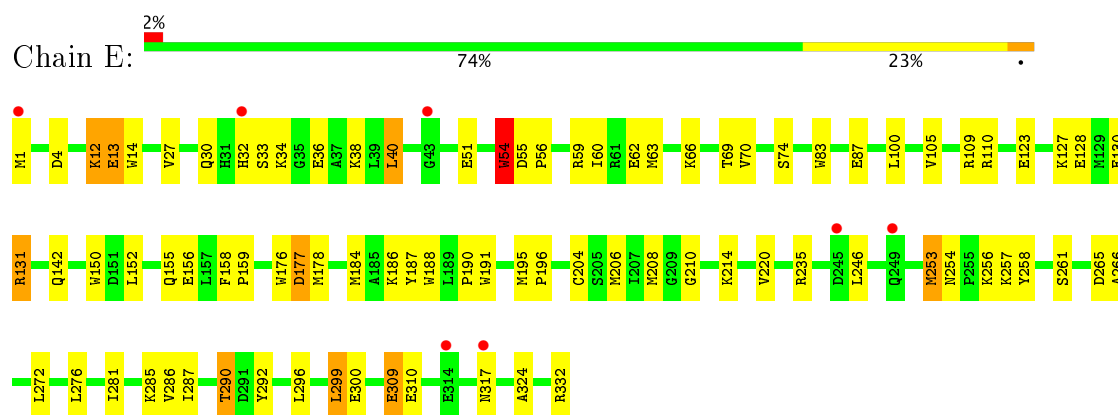 2%
Chain E:
74% 23% •
M1 D4 K12 E13 W14 V27 Q30 H31 H32 S33 K34 G35 E36 A37 K38 L39 L40 G43 E51 W54 D55 P56 R59 I60 R61 E62 M63 K66 T69 V70 S74 W83 E87 L100 V105 R109 R110 E123 K127 E128 M129 E130
R131 Q142 W150 D151 L152 Q155 E156 L157 F158 P159 W176 D177 M178 M184 A185 K186 Y187 W188 L189 P190 W191 M195 P196 C204 S205 M206 I207 M208 G209 G210 K214 V220 R235 D245 L246 Q249 M253 N254 P255 K256 K257 Y258 S261 D265 A266
L272 L276 I281 K285 V286 I287 T290 D291 Y292 L296 L299 E300 E309 E310 E314 N317 A324 R332